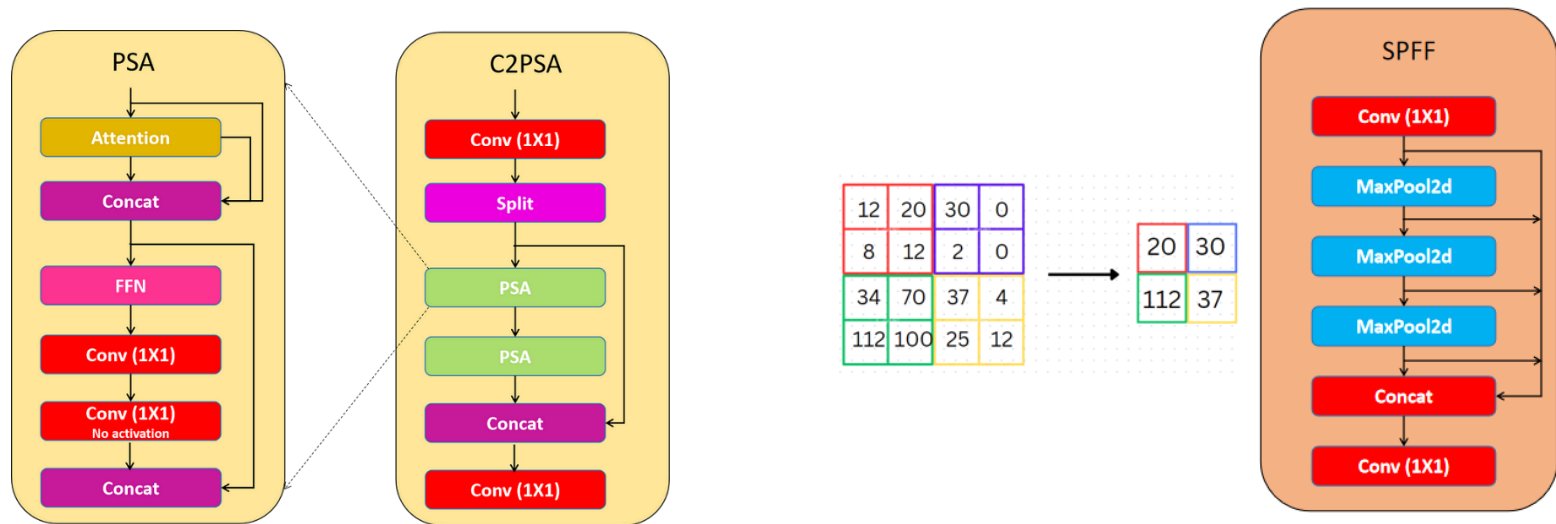 PSA
Attention
Concat
FFN
Conv (1X1)
Conv (1X1)
No activation
Concat
C2PSA
Conv (1X1)
Split
PSA
PSA
Concat
Conv (1X1)
12 20 30 0
8 12 2 0
34 70 37 4
112 100 25 12
20 30
112 37
SPFF
Conv (1X1)
MaxPool2d
MaxPool2d
MaxPool2d
Concat
Conv (1X1)